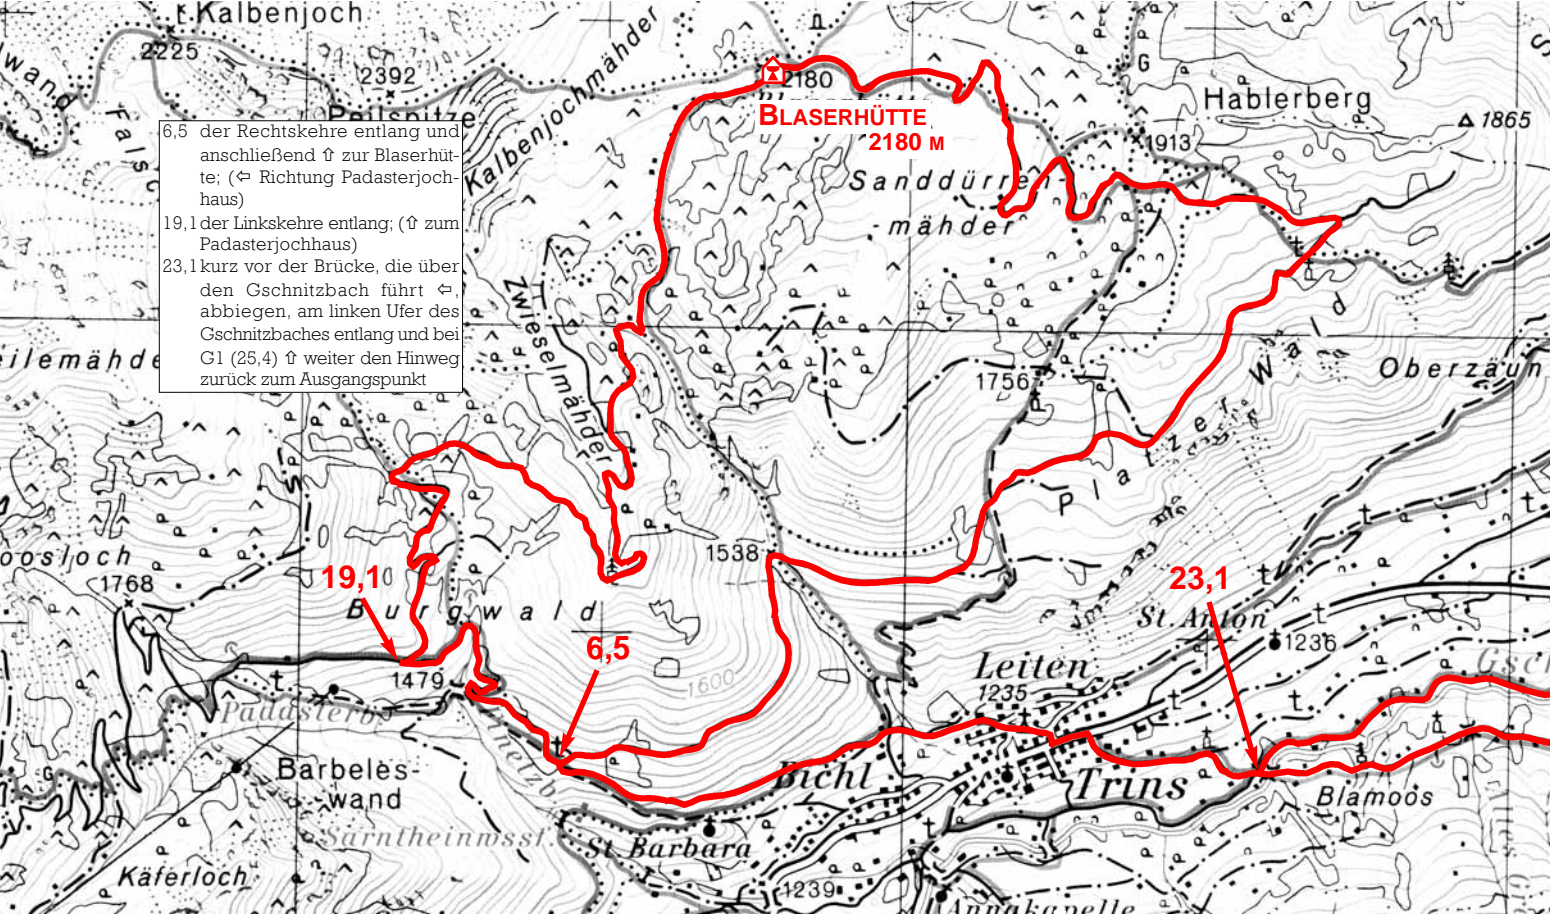 Kalbenjoch
2225
2392
Peilspitze
Kalbenjochmähder
2180
BLASERHÜTTE
2180 M
Hablerberg
1865
1913
G
Sanddürren-
-mähder
6,5 der Rechtskehre entlang und
anschließend ⇧ zur Blaserhüt-
te; (⇦ Richtung Padasterjoch-
haus)
19,1 der Linkskehre entlang; (⇧ zum
Padasterjochhaus)
23,1 kurz vor der Brücke, die über
den Gschnitzbach führt ⇦,
abbiegen, am linken Ufer des
Gschnitzbaches entlang und bei
G1 (25,4) ⇧ weiter den Hinweg
zurück zum Ausgangspunkt
Zwieselmähder
1756
Platzer Wald
Oberzäun
1538
1768
19,1
Burgwald
6,5
23,1
St. Anton
1236
Leiten
1235
1479
1600
Padasterb
Barbeles-
-wand
Bichl
Trins
Blamoos
Sarntheinmssf.
St. Barbara
Käferloch
1239
Annakapelle
G